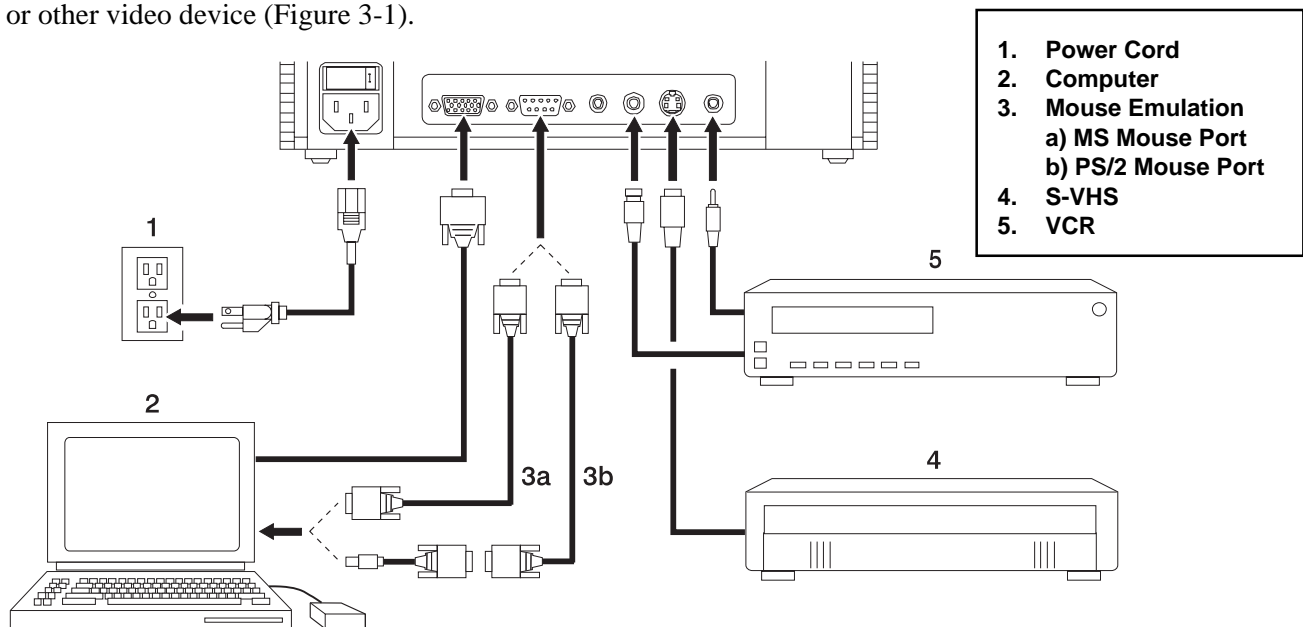 or other video device (Figure 3-1).
1. Power Cord
2. Computer
3. Mouse Emulation
a) MS Mouse Port
b) PS/2 Mouse Port
4. S-VHS
5. VCR
1
5
2
3a
3b
4